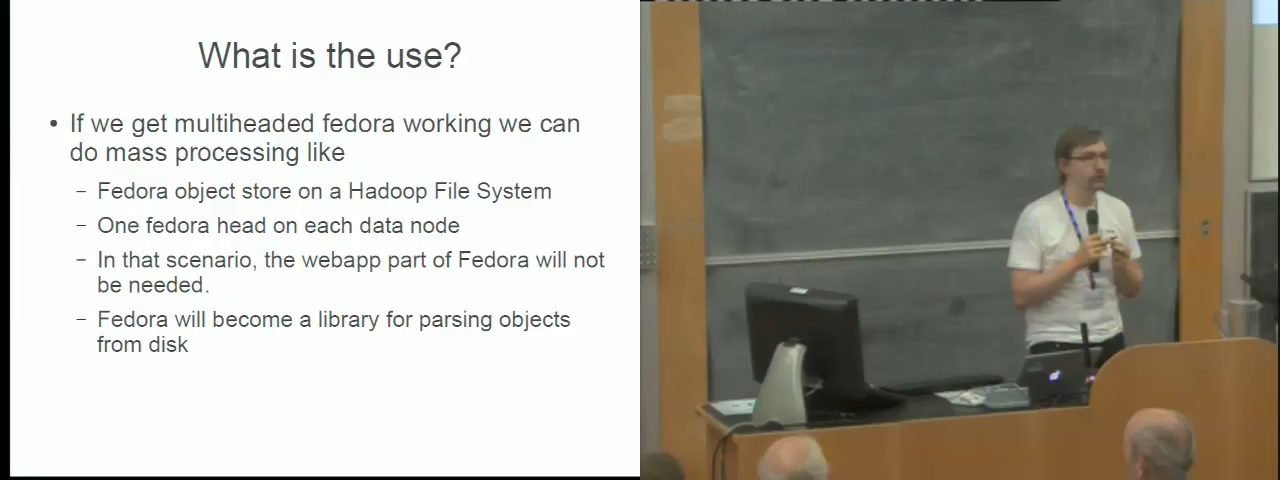 What is the use?
• If we get multiheaded fedora working we can
do mass processing like
– Fedora object store on a Hadoop File System
– One fedora head on each data node
– In that scenario, the webapp part of Fedora will not
be needed.
– Fedora will become a library for parsing objects
from disk